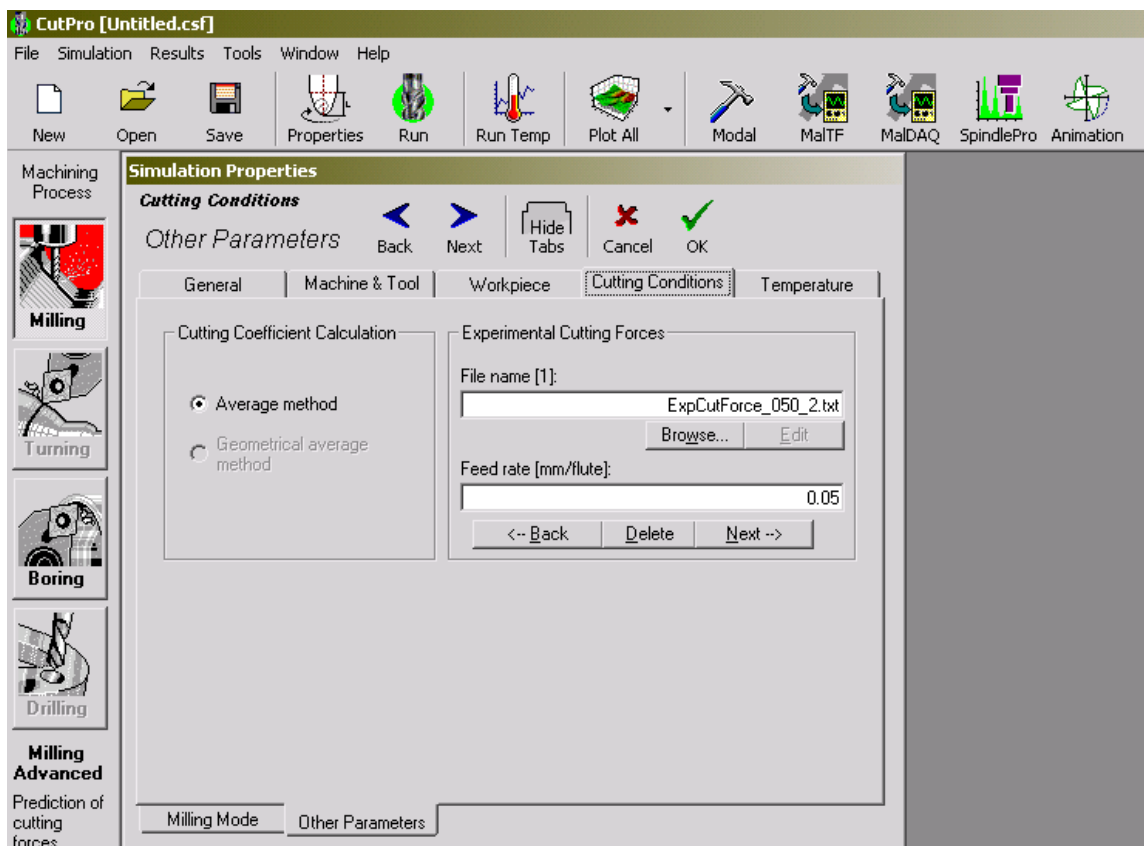 CutPro [Untitled.csf]
File Simulation Results Tools Window Help
New Open Save Properties Run Run Temp Plot All Modal MalTF MalDAQ SpindlePro Animation
Machining
Process
Milling
Turning
Boring
Drilling
Milling
Advanced
Prediction of
cutting
forces
Simulation Properties
Cutting Conditions
Other Parameters
Back Next Hide
Tabs Cancel OK
General Machine & Tool Workpiece Cutting Conditions Temperature
Cutting Coefficient Calculation
Average method
Geometrical average
method
Experimental Cutting Forces
File name [1]:
ExpCutForce_050_2.txt
Browse... Edit
Feed rate [mm/flute]:
0.05
<-- Back Delete Next -->
Milling Mode Other Parameters